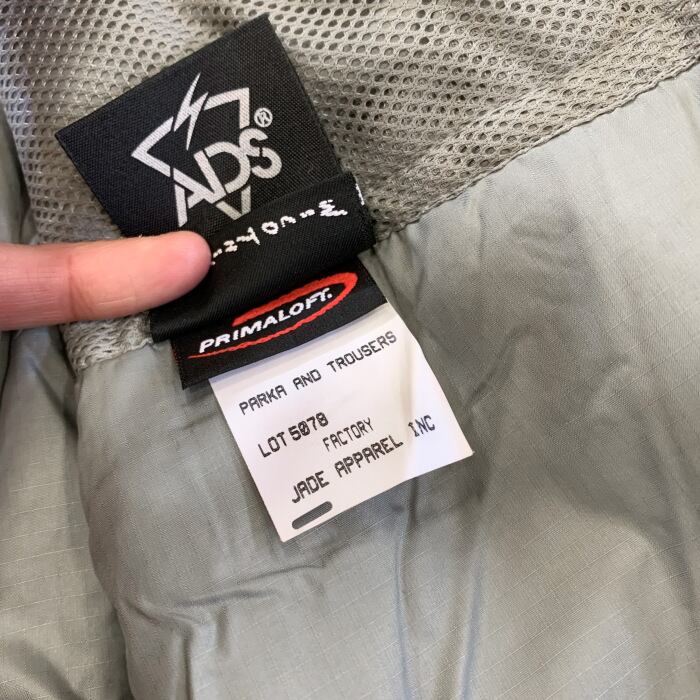 ADS®
PRIMALOFT®
PARKA AND TROUSERS
LOT 5078
FACTORY
JADE APPAREL INC